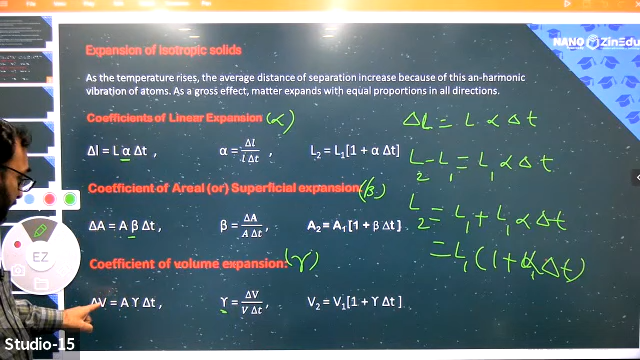 NANO ZinEdu
Expansion of isotropic solids
As the temperature rises, the average distance of separation increase because of this an-harmonic
vibration of atoms. As a gross effect, matter expands with equal proportions in all directions.
Coefficients of Linear Expansion (α)
Δl = L α Δt , α = Δl / l Δt , L₂ = L₁[1 + α Δt]
Coefficient of Areal (or) Superficial expansion (β)
ΔA = A β Δt , β = ΔA / A Δt , A₂ = A₁[1 + β Δt]
Coefficient of volume expansion: (γ)
ΔV = A ϒ Δt , ϒ = ΔV / V Δt , V₂ = V₁[1 + ϒ Δt]
ΔL = L α Δt
L₂ - L₁ = L₁ α Δt
L₂ = L₁ + L₁ α Δt
= L₁ (1 + α Δt)
EZ
Studio-15